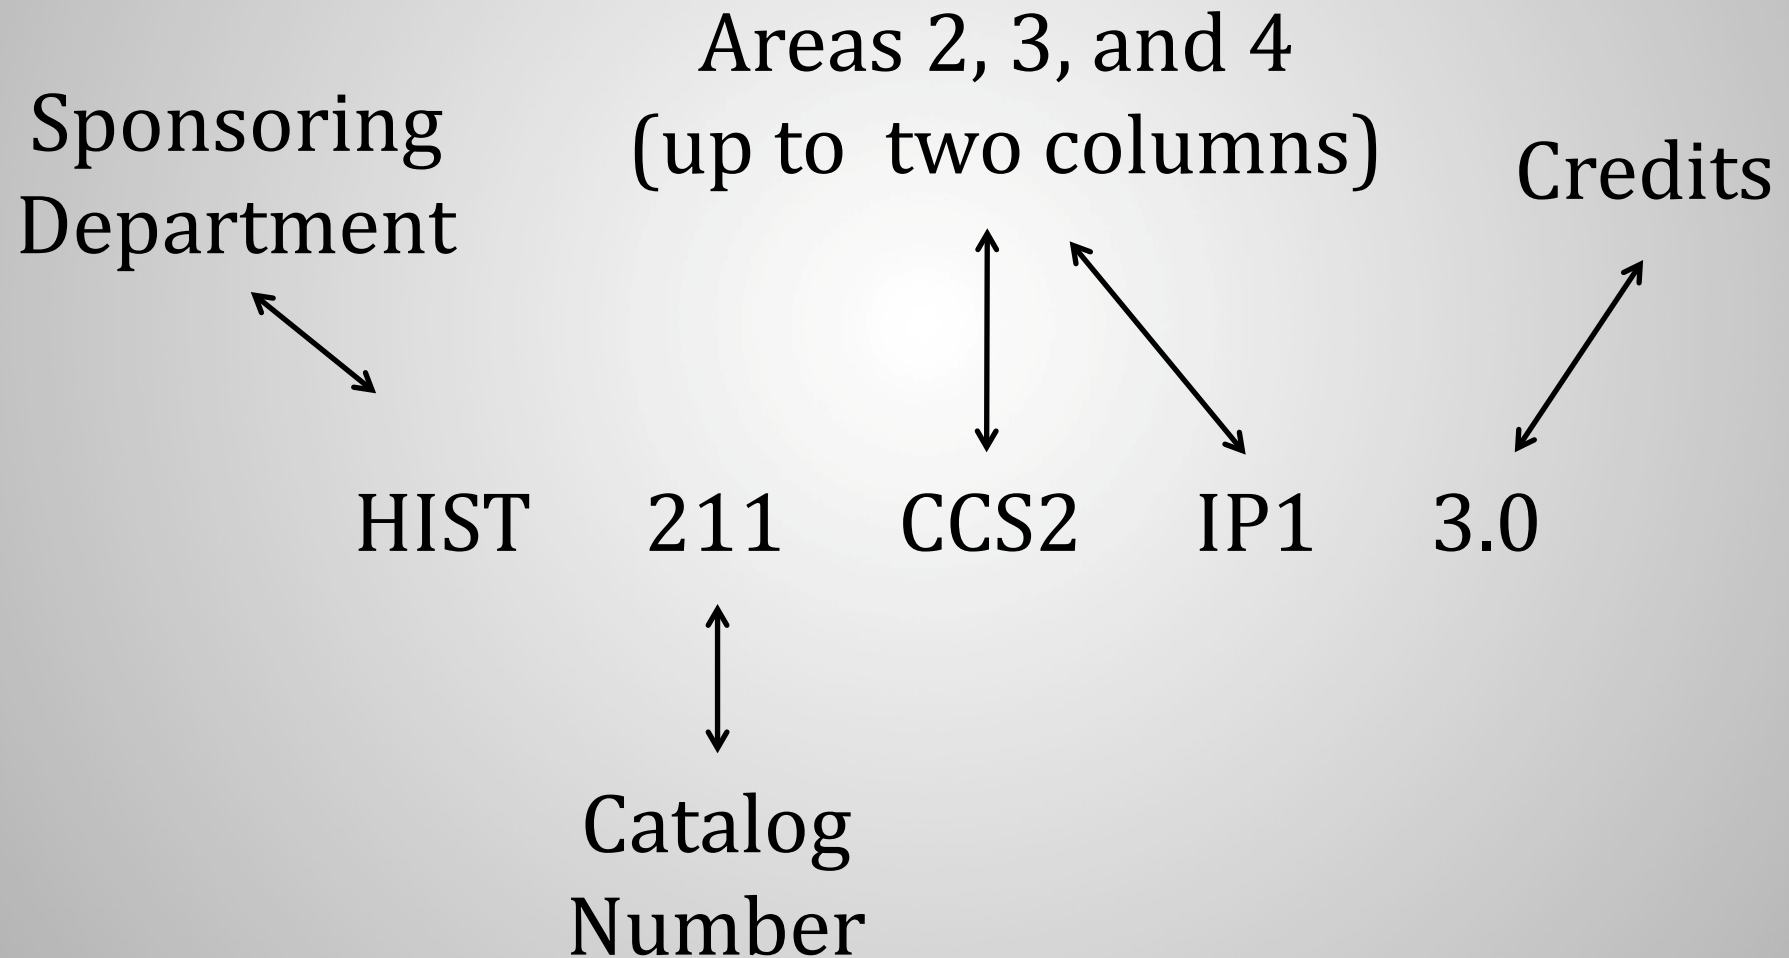 Areas 2, 3, and 4
(up to  two columns)
Sponsoring
Department
Credits
HIST 211 CCS2 IP1 3.0
Catalog
Number